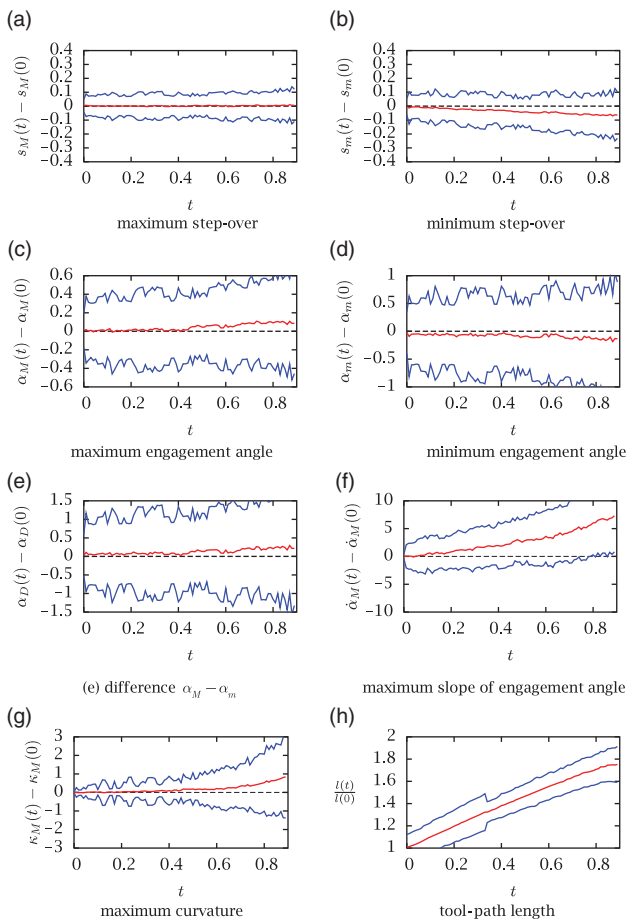 (a)
s_M(t) − s_M(0)
0.4
0.3
0.2
0.1
0
−0.1
−0.2
−0.3
−0.4
0 0.2 0.4 0.6 0.8
t
maximum step-over
(b)
s_m(t) − s_m(0)
0.4
0.3
0.2
0.1
0
−0.1
−0.2
−0.3
−0.4
0 0.2 0.4 0.6 0.8
t
minimum step-over
(c)
α_M(t) − α_M(0)
0.6
0.4
0.2
0
−0.2
−0.4
−0.6
0 0.2 0.4 0.6 0.8
t
maximum engagement angle
(d)
α_m(t) − α_m(0)
1
0.5
0
−0.5
−1
0 0.2 0.4 0.6 0.8
t
minimum engagement angle
(e)
α_D(t) − α_D(0)
1.5
1
0.5
0
−0.5
−1
−1.5
0 0.2 0.4 0.6 0.8
t
(e) difference α_M − α_m
(f)
α̇_M(t) − α̇_M(0)
10
5
0
−5
−10
0 0.2 0.4 0.6 0.8
t
maximum slope of engagement angle
(g)
κ_M(t) − κ_M(0)
3
2
1
0
−1
−2
−3
0 0.2 0.4 0.6 0.8
t
maximum curvature
(h)
l(t)
l(0)
2
1.8
1.6
1.4
1.2
1
0 0.2 0.4 0.6 0.8
t
tool-path length